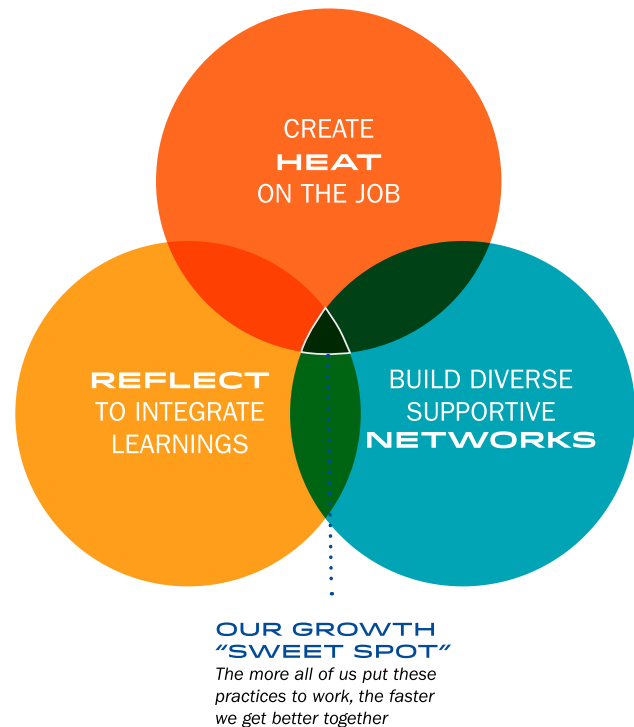 CREATE
HEAT
ON THE JOB
REFLECT
TO INTEGRATE
LEARNINGS
BUILD DIVERSE
SUPPORTIVE
NETWORKS
OUR GROWTH
“SWEET SPOT”
The more all of us put these
practices to work, the faster
we get better together